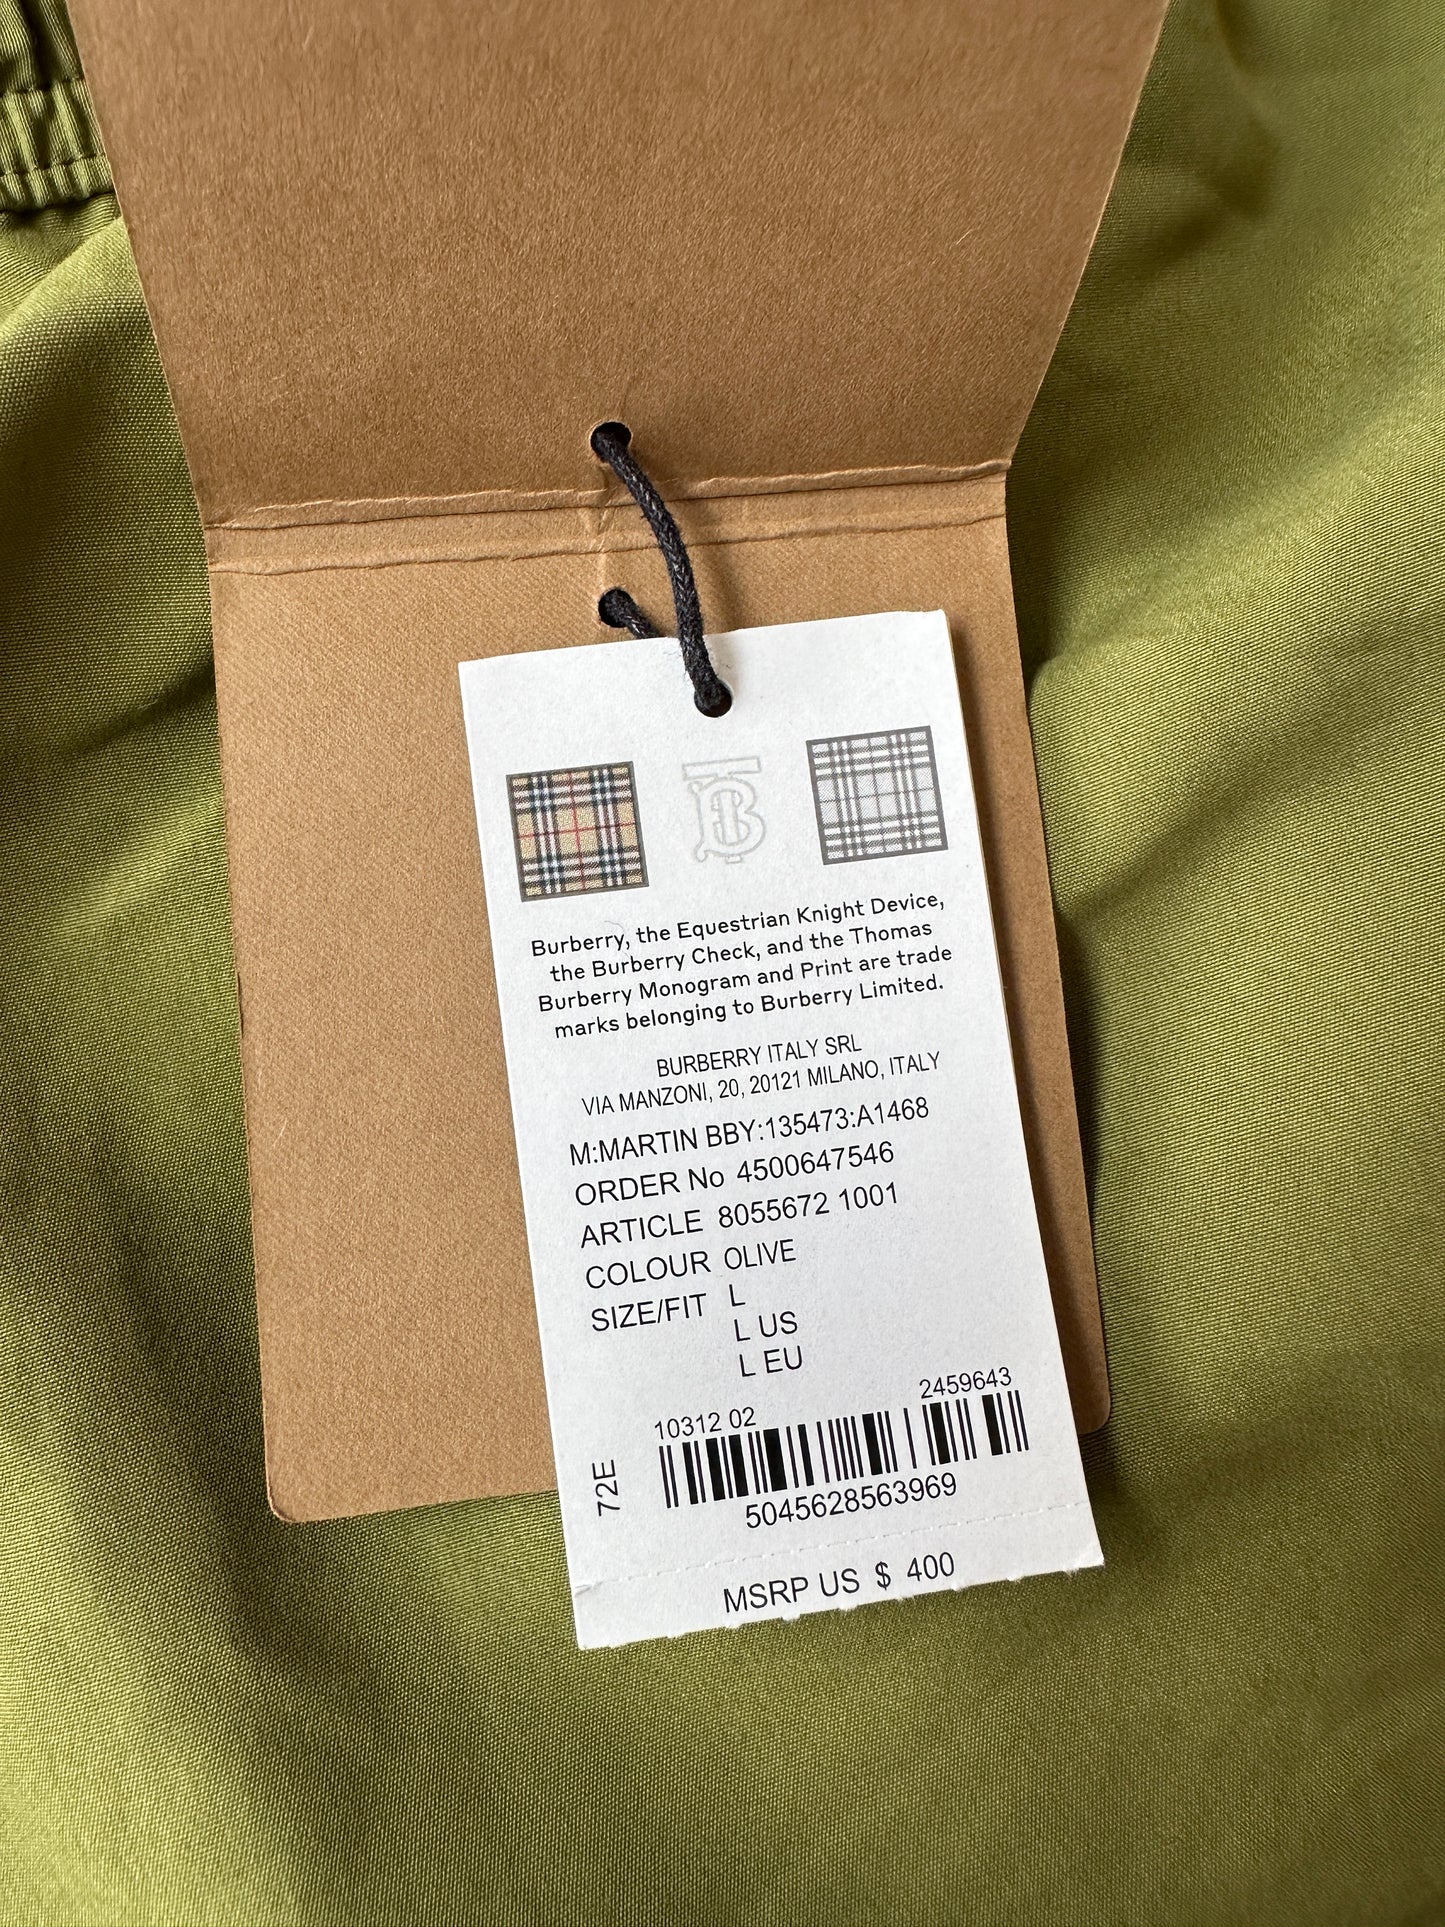 Burberry, the Equestrian Knight Device,
the Burberry Check, and the Thomas
Burberry Monogram and Print are trade
marks belonging to Burberry Limited.
BURBERRY ITALY SRL
VIA MANZONI, 20, 20121 MILANO, ITALY
M:MARTIN BBY:135473:A1468
ORDER No 4500647546
ARTICLE 8055672 1001
COLOUR OLIVE
SIZE/FIT L
L US
L EU
10312 02 2459643
72E
5045628563969
MSRP US $ 400